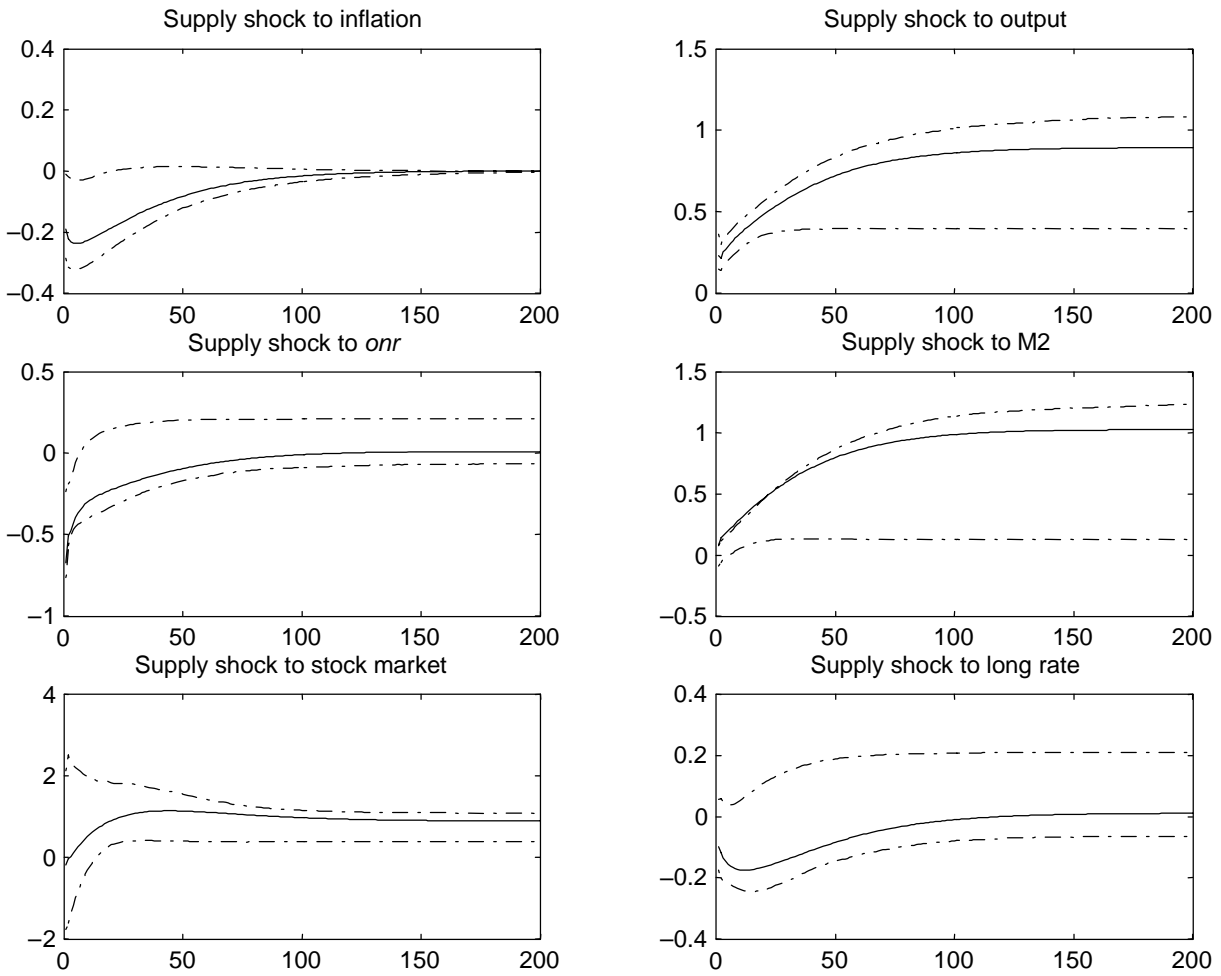 Supply shock to inflation
0.4
0.2
0
–0.2
–0.4
0 50 100 150 200
Supply shock to output
1.5
1
0.5
0
0 50 100 150 200
Supply shock to onr
0.5
0
–0.5
–1
0 50 100 150 200
Supply shock to M2
1.5
1
0.5
0
–0.5
0 50 100 150 200
Supply shock to stock market
4
2
0
–2
0 50 100 150 200
Supply shock to long rate
0.4
0.2
0
–0.2
–0.4
0 50 100 150 200